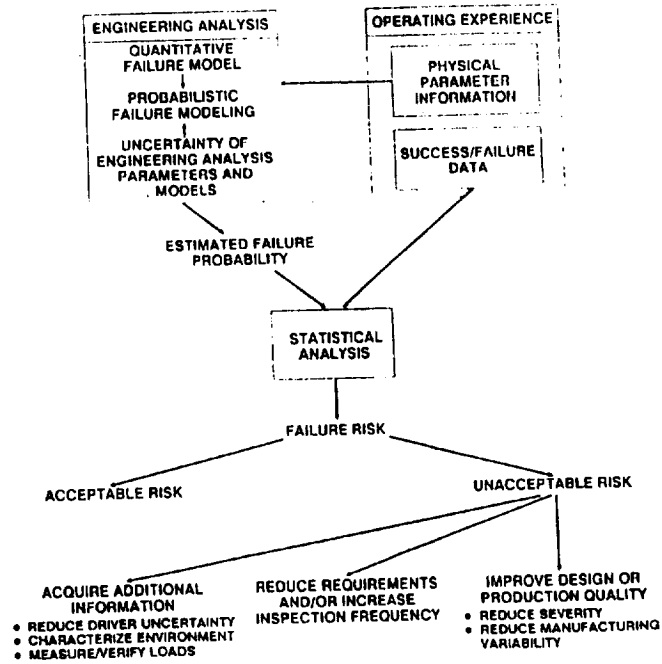 ENGINEERING ANALYSIS
QUANTITATIVE
FAILURE MODEL
PROBABILISTIC
FAILURE MODELING
UNCERTAINTY OF
ENGINEERING ANALYSIS
PARAMETERS AND
MODELS
OPERATING EXPERIENCE
PHYSICAL
PARAMETER
INFORMATION
SUCCESS/FAILURE
DATA
ESTIMATED FAILURE
PROBABILITY
STATISTICAL
ANALYSIS
FAILURE RISK
ACCEPTABLE RISK
UNACCEPTABLE RISK
ACQUIRE ADDITIONAL
INFORMATION
• REDUCE DRIVER UNCERTAINTY
• CHARACTERIZE ENVIRONMENT
• MEASURE/VERIFY LOADS
REDUCE REQUIREMENTS
AND/OR INCREASE
INSPECTION FREQUENCY
IMPROVE DESIGN OR
PRODUCTION QUALITY
• REDUCE SEVERITY
• REDUCE MANUFACTURING
VARIABILITY